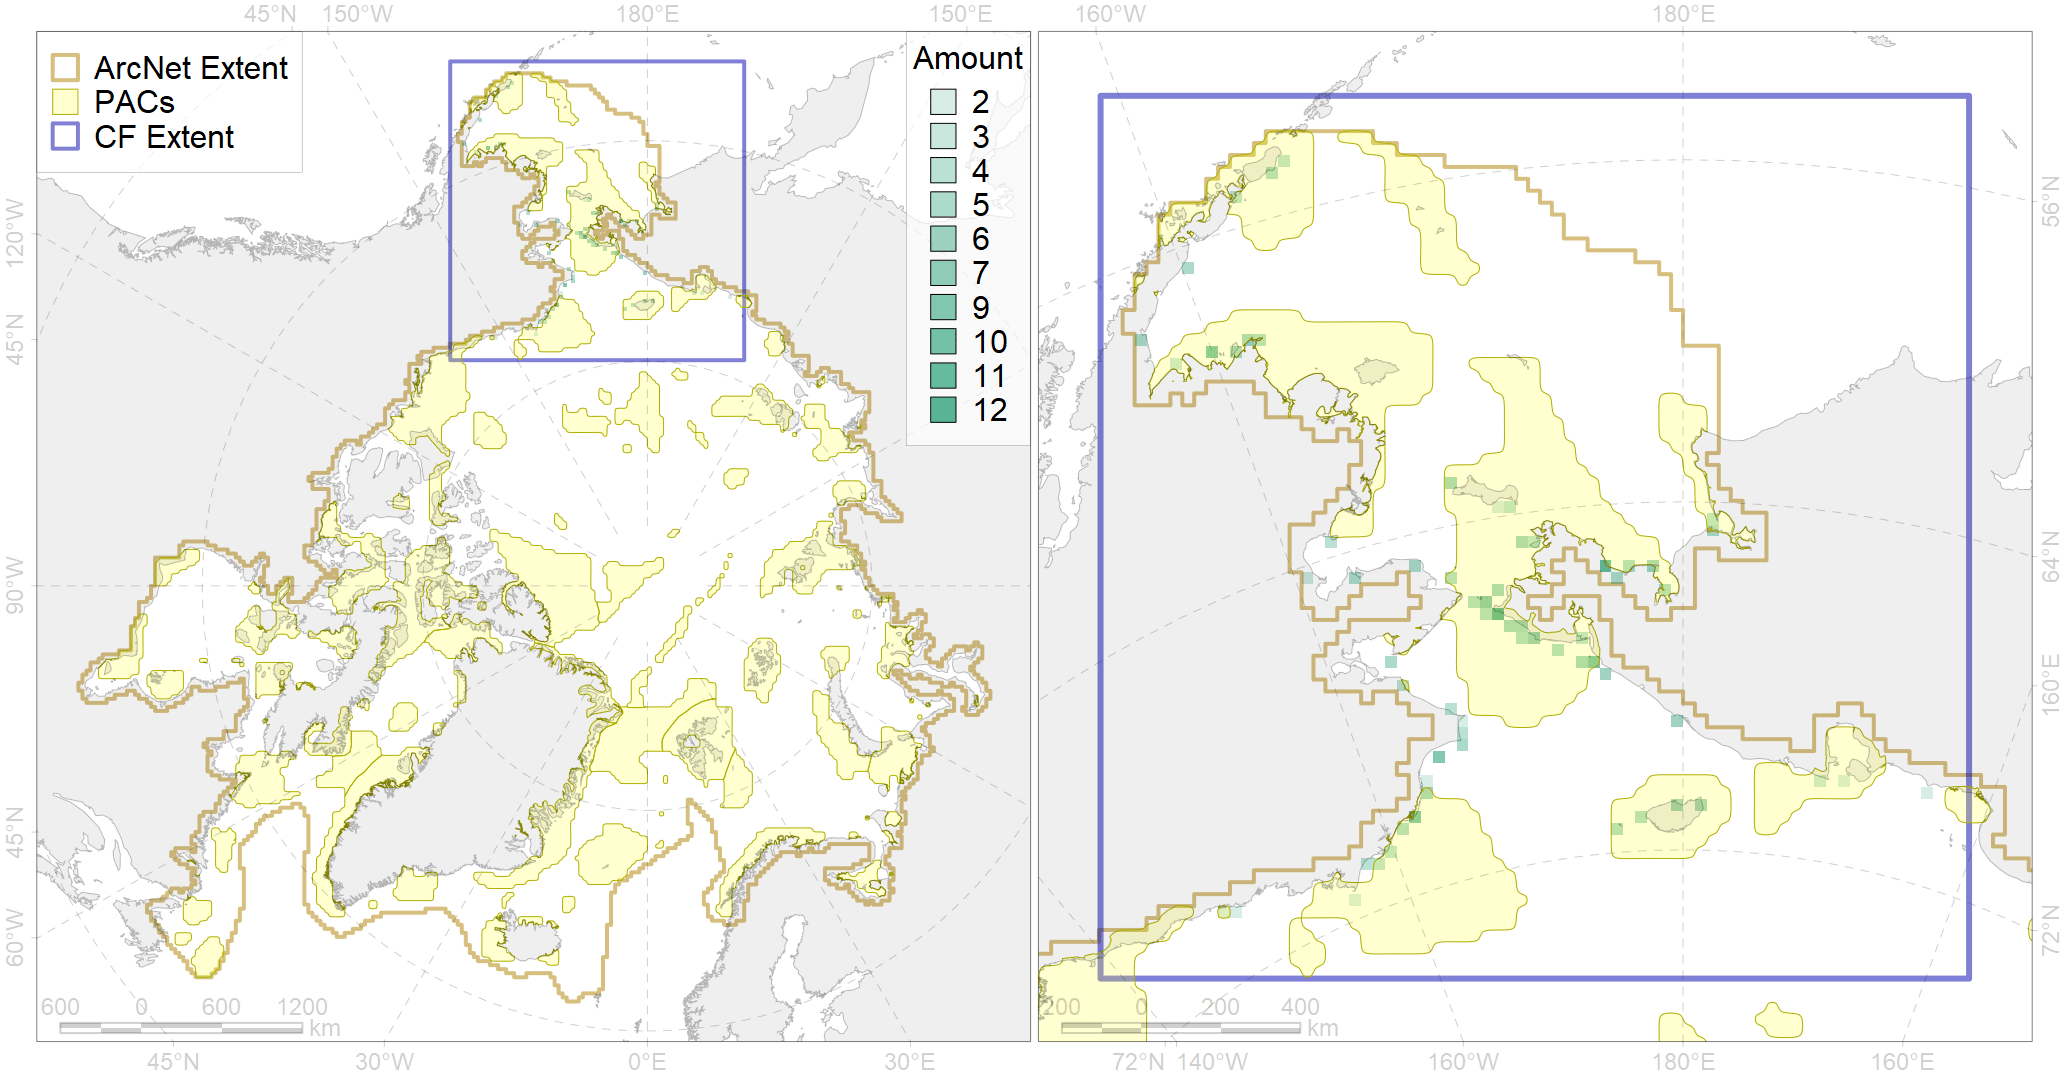 45°N 150°W 180°E 150°E 160°W 180°E
ArcNet Extent
PACs
CF Extent
Amount
2
3
4
5
6
7
9
10
11
12
120°W
45°N
90°W
45°N
60°W
56°N
64°N
160°E
72°N
600 0 600 1200
km
200 0 200 400
km
45°N 30°W 0°E 30°E 72°N 140°W 160°W 180°E 160°E